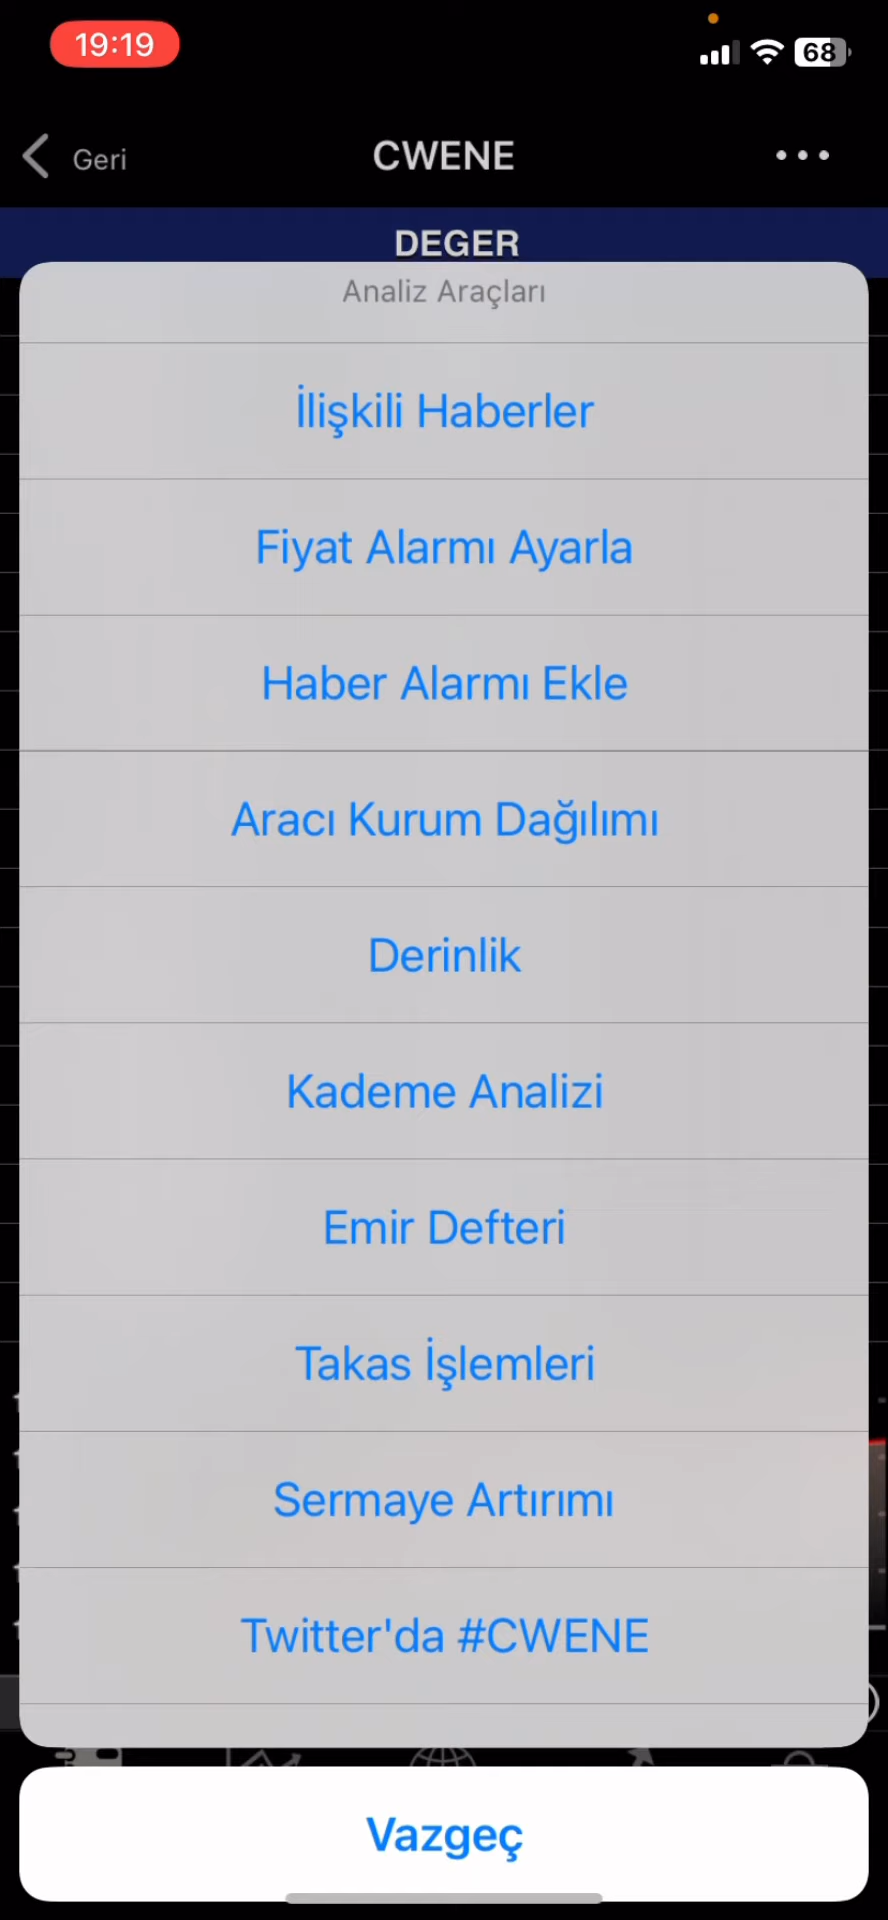 19:19
68
Geri
CWENE
DEGER
Analiz Araçları
İlişkili Haberler
Fiyat Alarmı Ayarla
Haber Alarmı Ekle
Aracı Kurum Dağılımı
Derinlik
Kademe Analizi
Emir Defteri
Takas İşlemleri
Sermaye Artırımı
Twitter'da #CWENE
Vazgeç